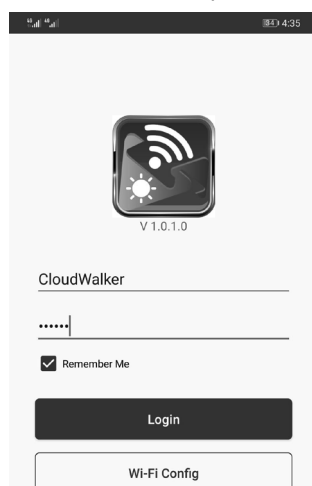 4:35
V 1.0.1.0
CloudWalker
••••••
Remember Me
Login
Wi-Fi Config